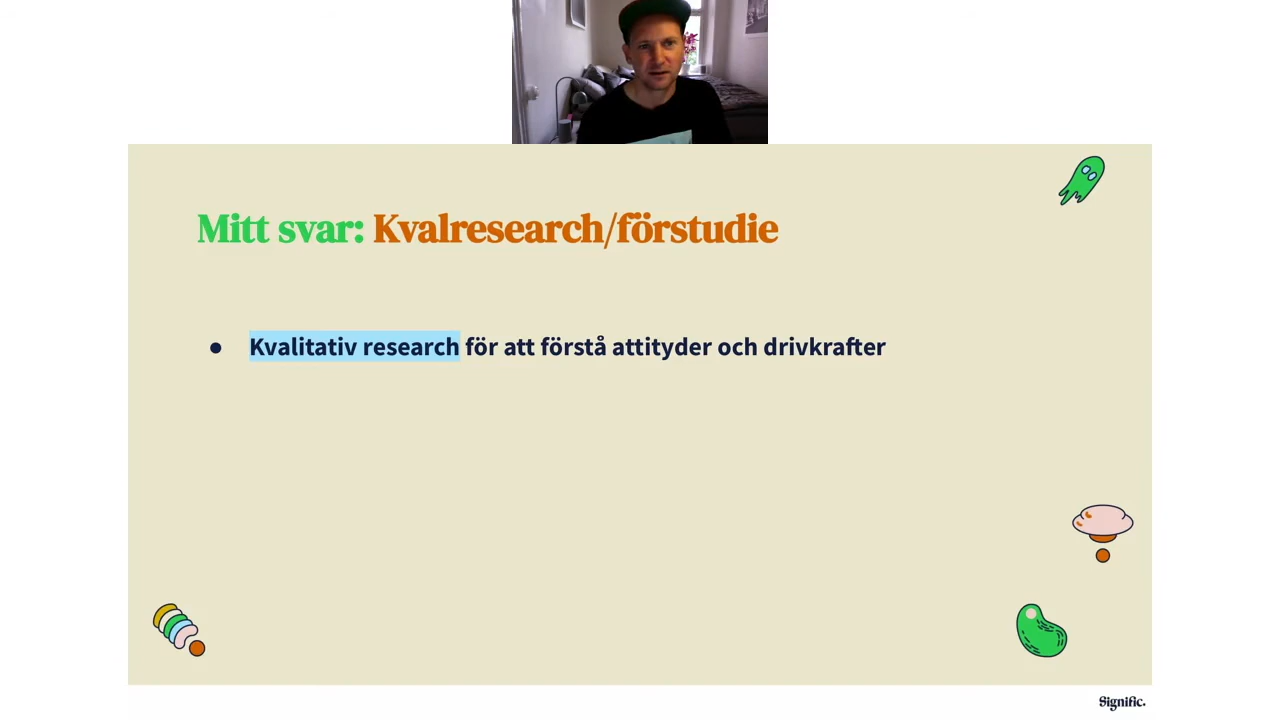 Mitt svar: Kvalresearch/förstudie
● Kvalitativ research för att förstå attityder och drivkrafter
Signific.